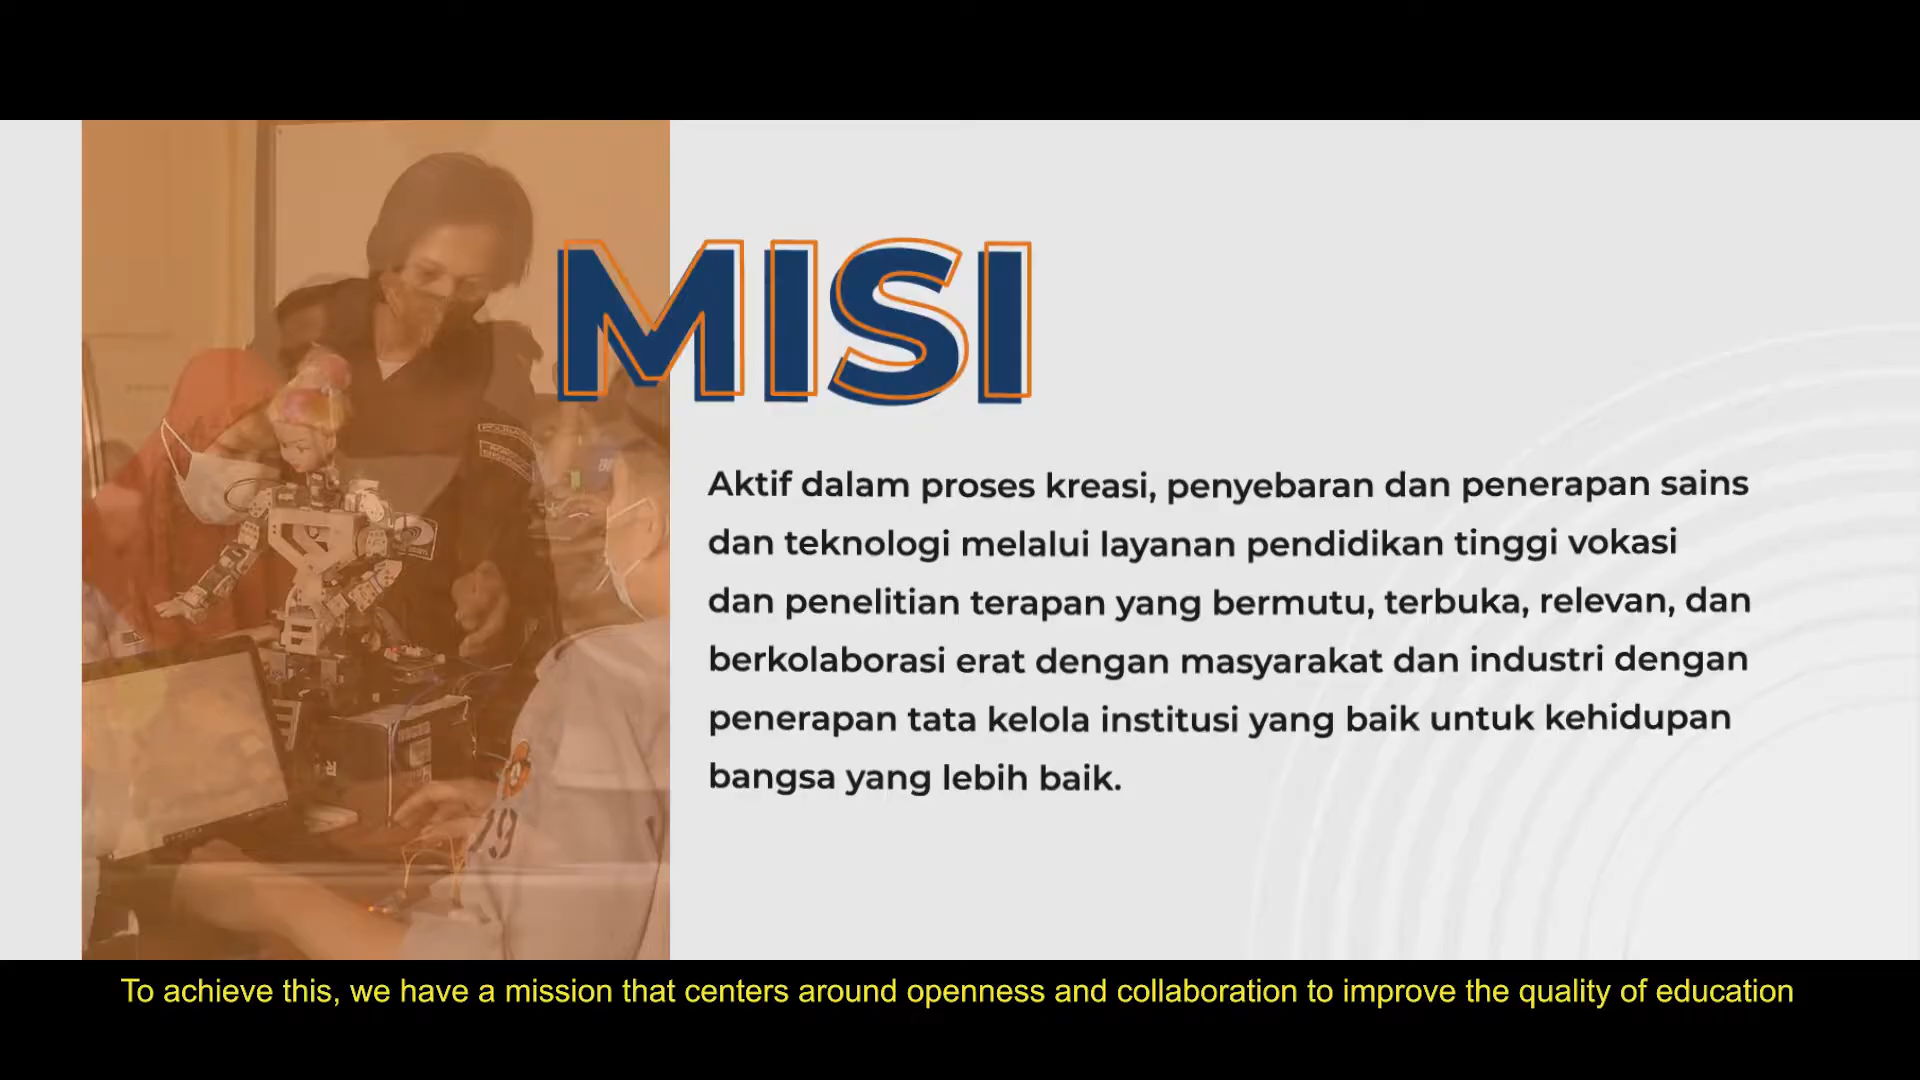 MISI
Aktif dalam proses kreasi, penyebaran dan penerapan sains
dan teknologi melalui layanan pendidikan tinggi vokasi
dan penelitian terapan yang bermutu, terbuka, relevan, dan
berkolaborasi erat dengan masyarakat dan industri dengan
penerapan tata kelola institusi yang baik untuk kehidupan
bangsa yang lebih baik.
19
To achieve this, we have a mission that centers around openness and collaboration to improve the quality of education